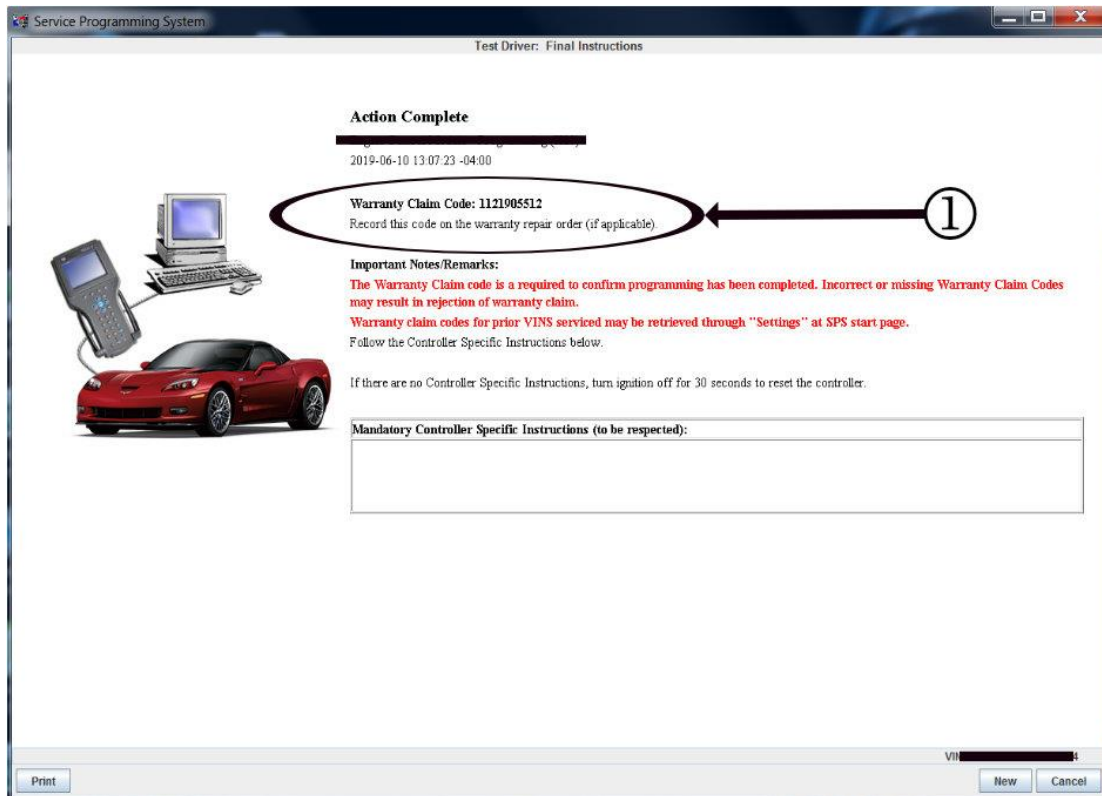 Service Programming System
Test Driver: Final Instructions
Action Complete
2019-06-10 13:07:23 -04:00
Warranty Claim Code: 1121905512
Record this code on the warranty repair order (if applicable).
1
Important Notes/Remarks:
The Warranty Claim code is a required to confirm programming has been completed. Incorrect or missing Warranty Claim Codes
may result in rejection of warranty claim.
Warranty claim codes for prior VINS serviced may be retrieved through "Settings" at SPS start page.
Follow the Controller Specific Instructions below.
If there are no Controller Specific Instructions, turn ignition off for 30 seconds to reset the controller.
Mandatory Controller Specific Instructions (to be respected):
4
Print
New
Cancel